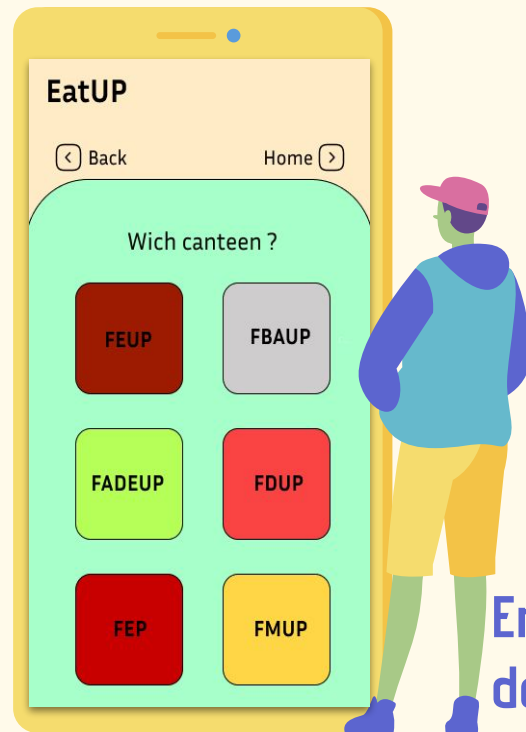 EatUP
Back Home
Wich canteen ?
FEUP FBAUP
FADEUP FDUP
FEP FMUP